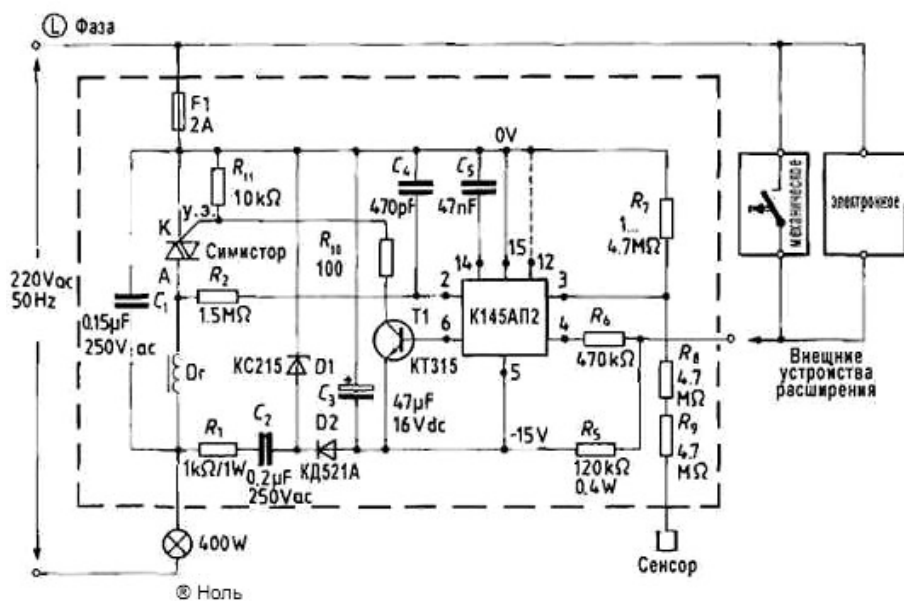 Ⓛ Фаза
F1
2A
0V
R11
10kΩ
C4
470pF
C5
47nF
R7
1...
4.7MΩ
механическое
электронное
К
у.э.
Симистор
А
R10
100
15
14
12
220Vac
50Hz
C1
0,15µF
250Vac
R2
1.5MΩ
2
3
К145АП2
T1
6
4
R6
470kΩ
КТ315
5
Внещние
устройства
расширения
Dr
КС215
D1
C3
47µF
16Vdc
D2
КД521А
-15V
R8
4.7
MΩ
R9
4.7
MΩ
R1
1kΩ/1W
C2
0,2µF
250Vac
R5
120kΩ
0.4W
400W
Сенсор
® Ноль